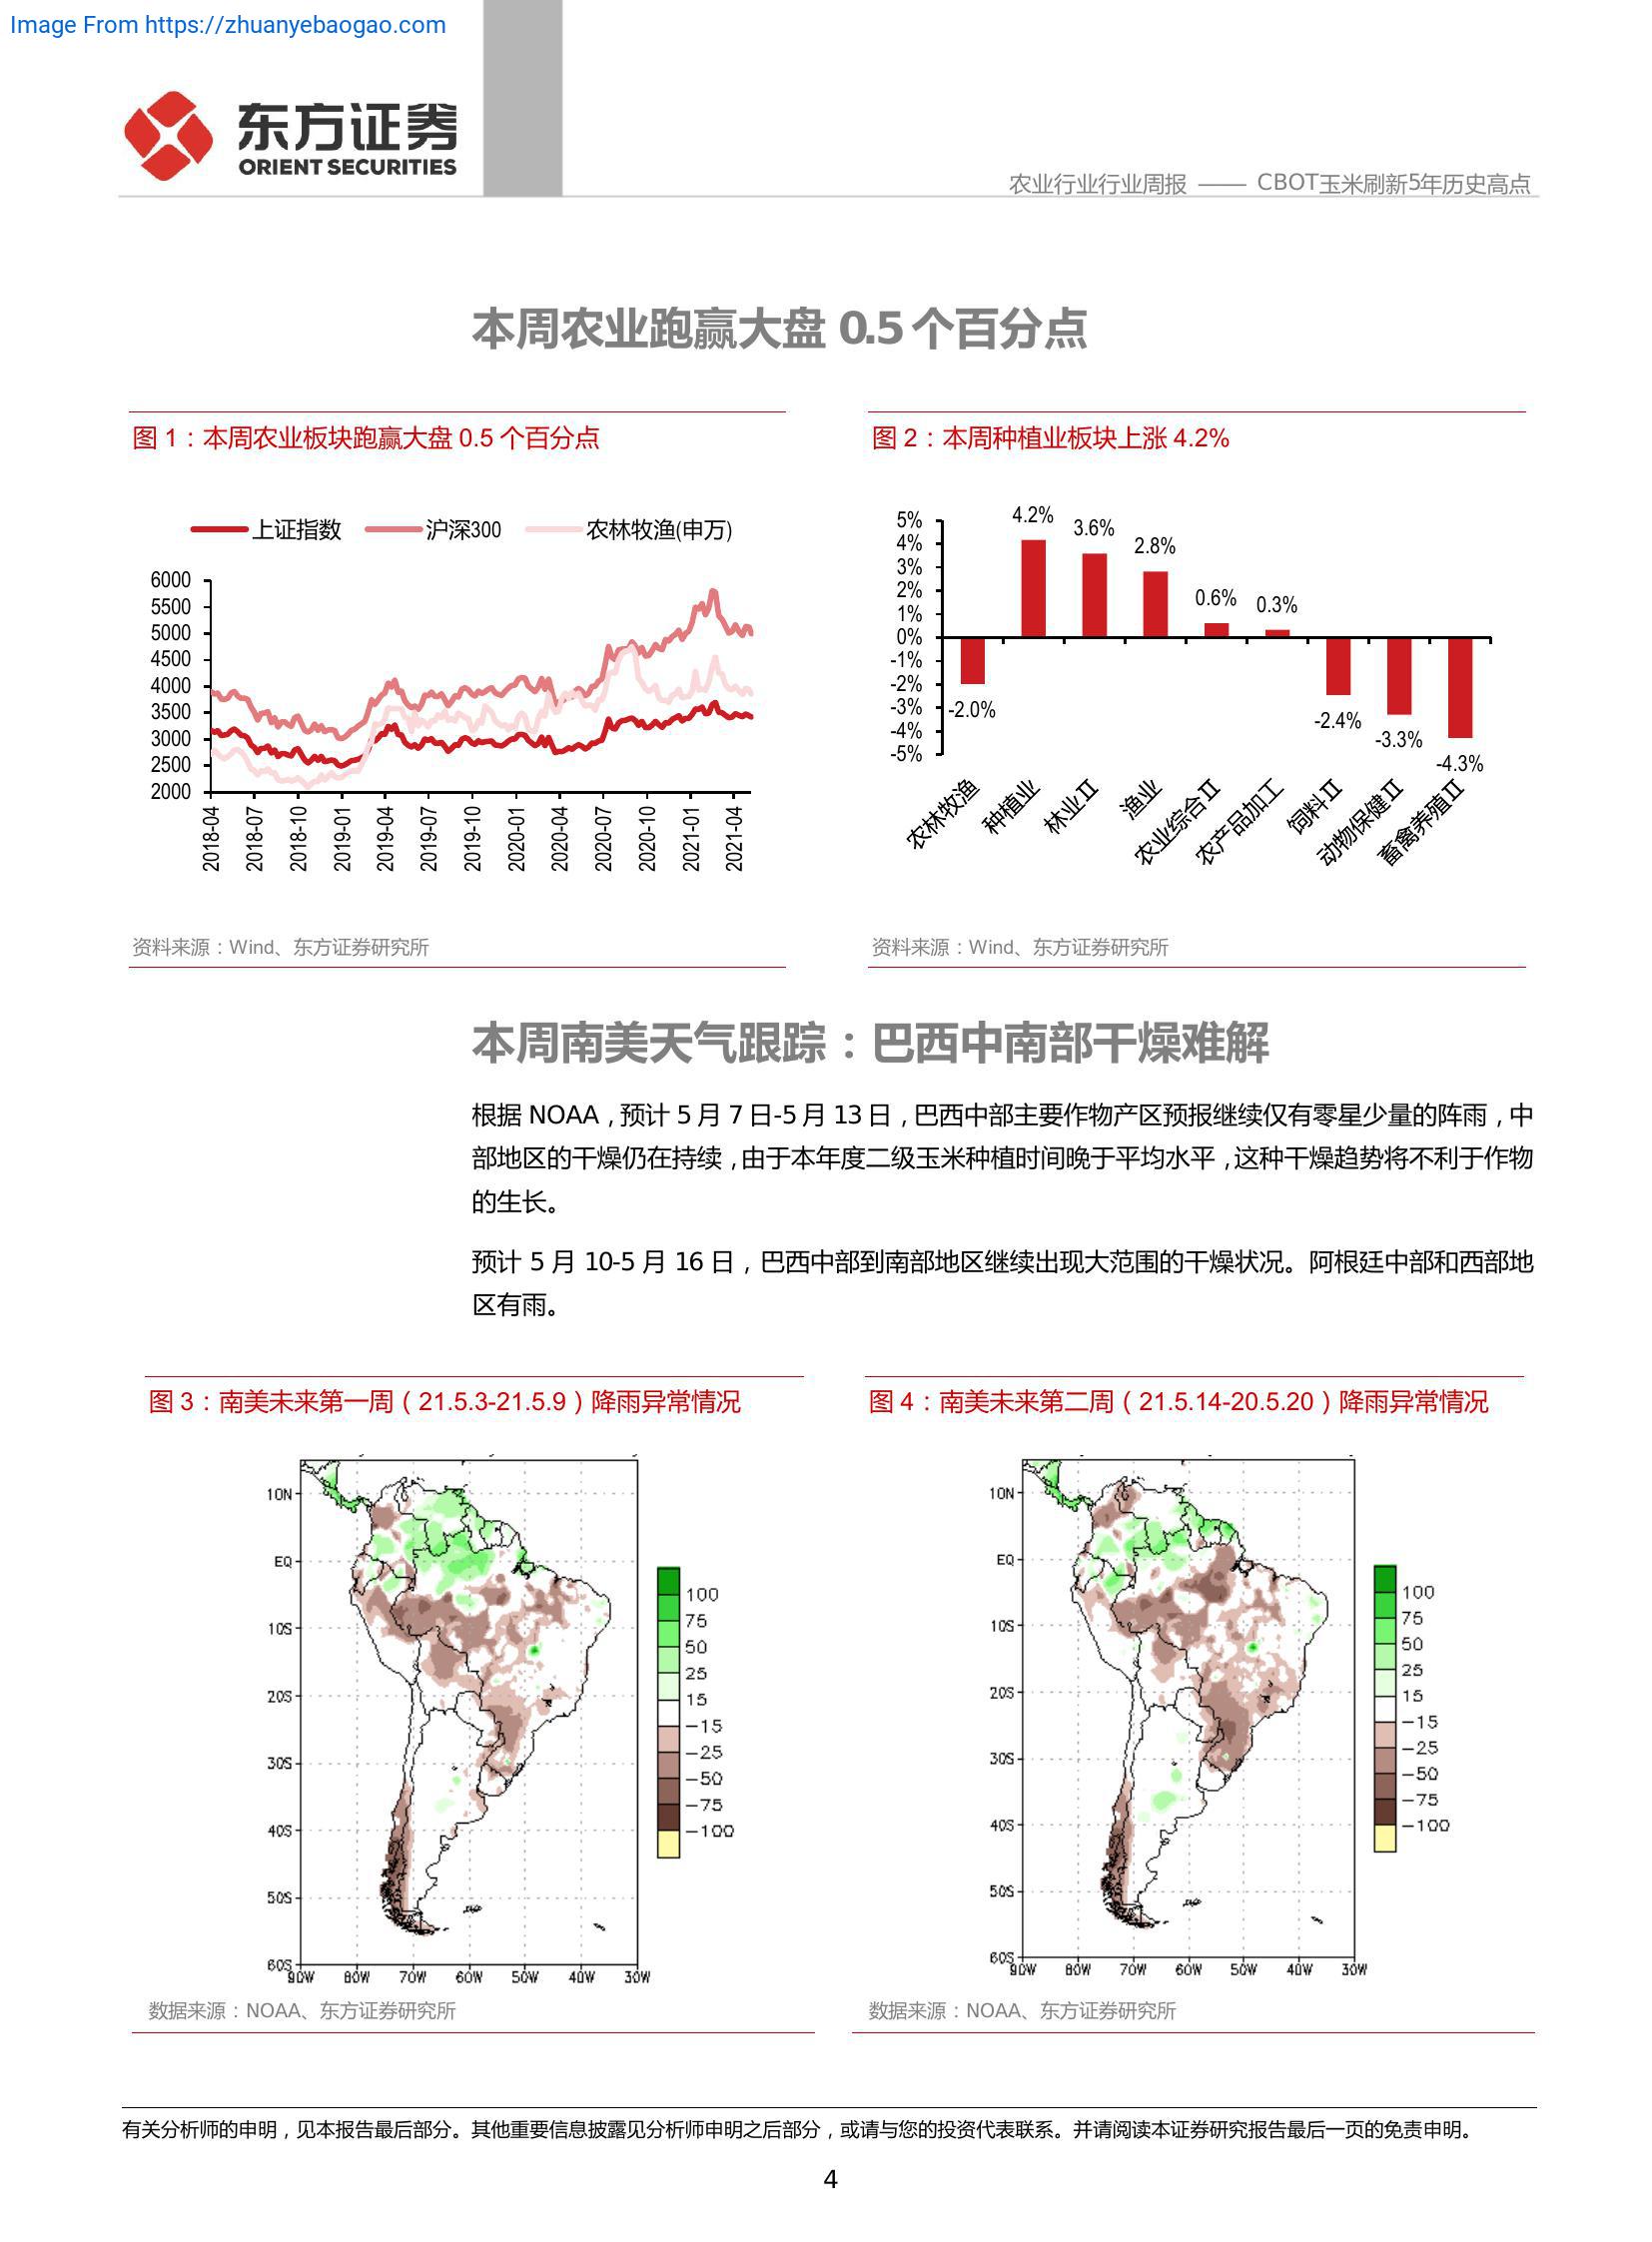 Image From https://zhuanyebaogao.com
东方证券
ORIENT SECURITIES
农业行业行业周报 —— CBOT玉米刷新5年历史高点
本周农业跑赢大盘 0.5 个百分点
图 1：本周农业板块跑赢大盘 0.5 个百分点
上证指数 沪深300 农林牧渔(申万)
6000
5500
5000
4500
4000
3500
3000
2500
2000
2018-04 2018-07 2018-10 2019-01 2019-04 2019-07 2019-10 2020-01 2020-04 2020-07 2020-10 2021-01 2021-04
资料来源：Wind、东方证券研究所
图 2：本周种植业板块上涨 4.2%
5%
4%
3%
2%
1%
0%
-1%
-2%
-3%
-4%
-5%
-2.0% 4.2% 3.6% 2.8% 0.6% 0.3% -2.4% -3.3% -4.3%
农林牧渔 种植业 林业Ⅱ 渔业 农业综合Ⅱ 农产品加工 饲料Ⅱ 动物保健Ⅱ 畜禽养殖Ⅱ
资料来源：Wind、东方证券研究所
本周南美天气跟踪：巴西中南部干燥难解
根据 NOAA，预计 5 月 7 日-5 月 13 日，巴西中部主要作物产区预报继续仅有零星少量的阵雨，中
部地区的干燥仍在持续，由于本年度二级玉米种植时间晚于平均水平，这种干燥趋势将不利于作物
的生长。
预计 5 月 10-5 月 16 日，巴西中部到南部地区继续出现大范围的干燥状况。阿根廷中部和西部地
区有雨。
图 3：南美未来第一周（21.5.3-21.5.9）降雨异常情况
10N
EQ
10S
20S
30S
40S
50S
60S
90W 80W 70W 60W 50W 40W 30W
100
75
50
25
15
-15
-25
-50
-75
-100
数据来源：NOAA、东方证券研究所
图 4：南美未来第二周（21.5.14-20.5.20）降雨异常情况
10N
EQ
10S
20S
30S
40S
50S
60S
90W 80W 70W 60W 50W 40W 30W
100
75
50
25
15
-15
-25
-50
-75
-100
数据来源：NOAA、东方证券研究所
有关分析师的申明，见本报告最后部分。其他重要信息披露见分析师申明之后部分，或请与您的投资代表联系。并请阅读本证券研究报告最后一页的免责申明。
4